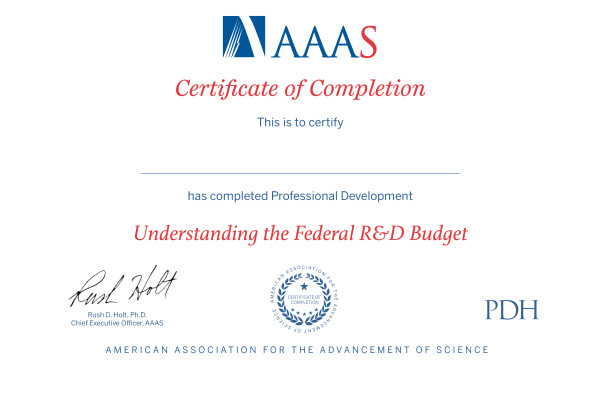 AAAS
Certificate of Completion
This is to certify
has completed Professional Development
Understanding the Federal R&D Budget
Rush Holt
Rush D. Holt, Ph.D.
Chief Executive Officer, AAAS
AMERICAN ASSOCIATION FOR THE ADVANCEMENT OF SCIENCE
CERTIFICATE OF
COMPLETION
PDH
AMERICAN ASSOCIATION FOR THE ADVANCEMENT OF SCIENCE